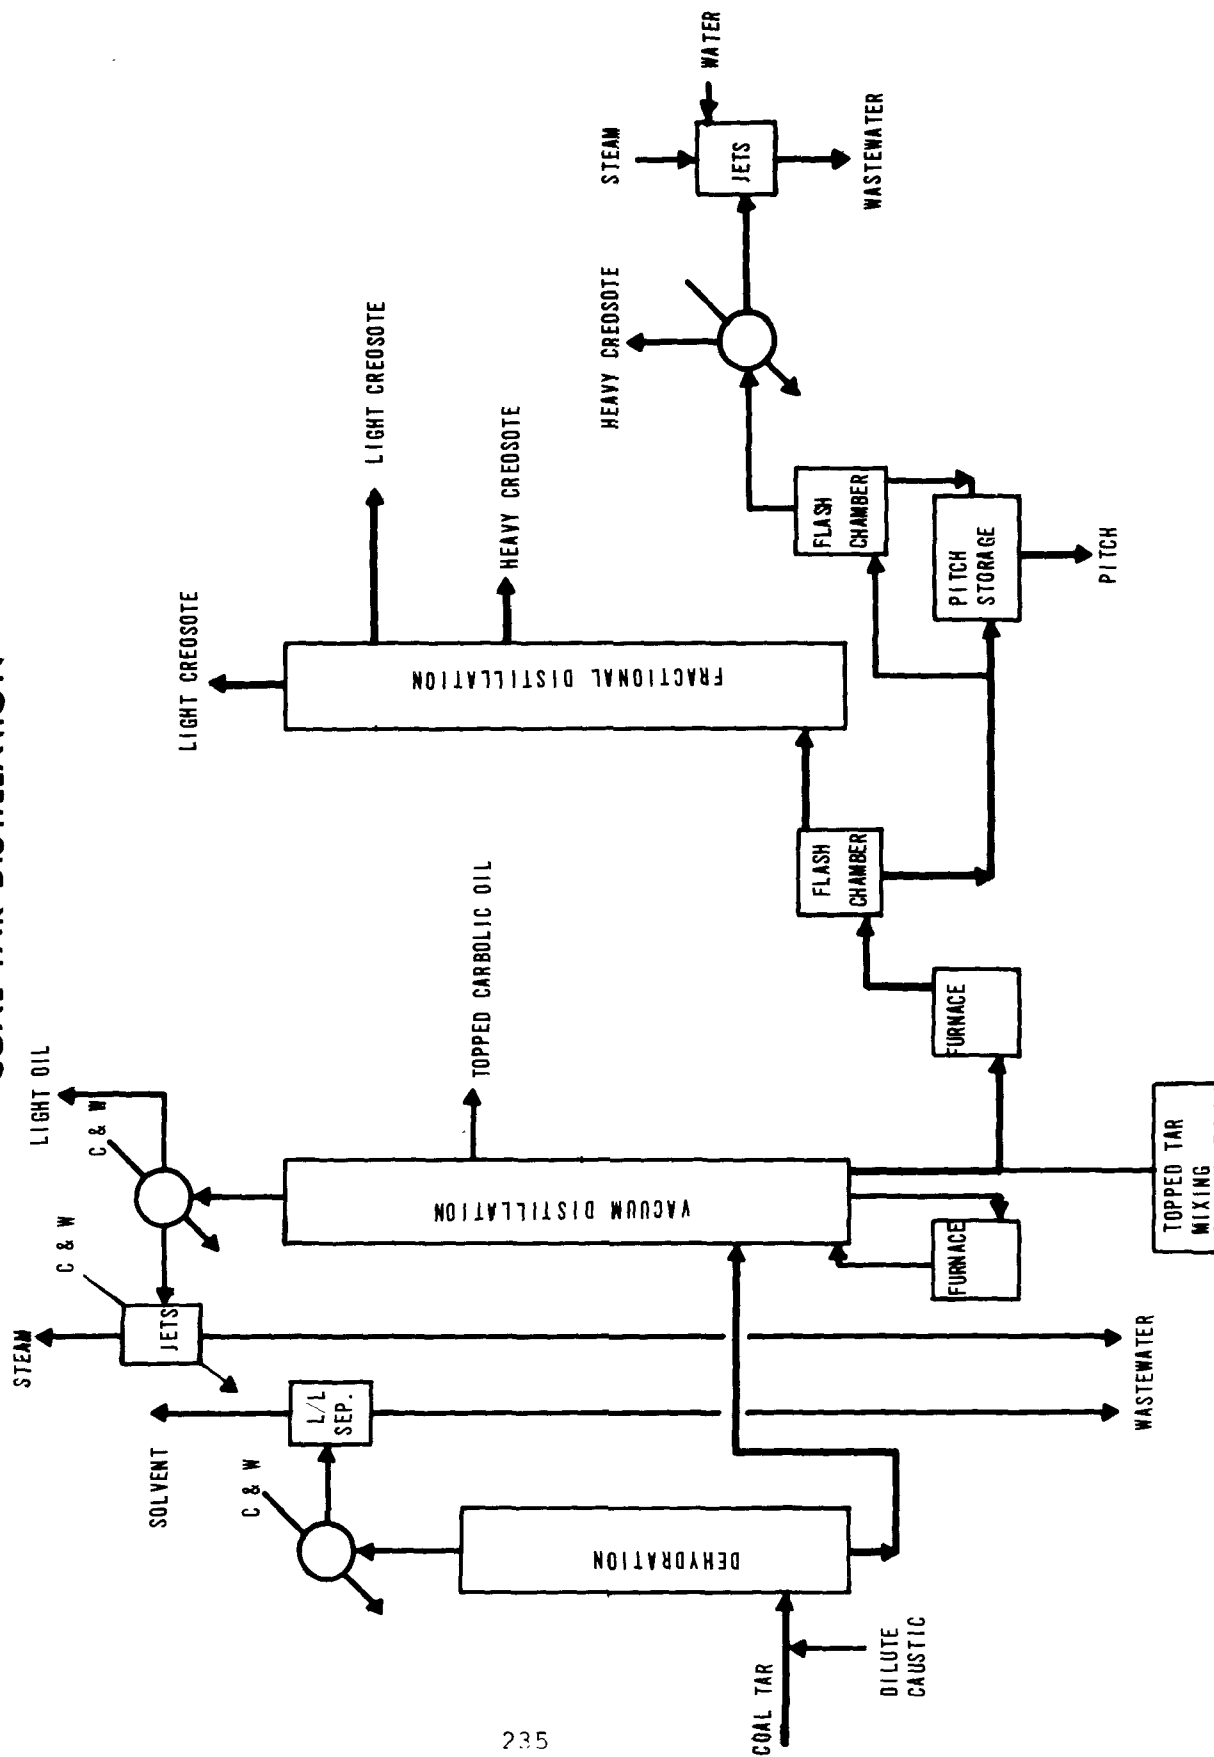 COAL TAR DISTILLATION
STEAM
LIGHT OIL
C & W
C & W
JETS
SOLVENT
C & W
L/L
SEP.
LIGHT CREOSOTE
LIGHT CREOSOTE
HEAVY CREOSOTE
TOPPED CARBOLIC OIL
DEHYDRATION
VACUUM DISTILLATION
FRACTIONAL DISTILLATION
HEAVY CREOSOTE
STEAM
WATER
JETS
WASTEWATER
COAL TAR
DILUTE
CAUSTIC
FURNACE
FURNACE
FLASH
CHAMBER
FLASH
CHAMBER
PITCH
STORAGE
PITCH
WASTEWATER
TOPPED TAR
MIXING
235